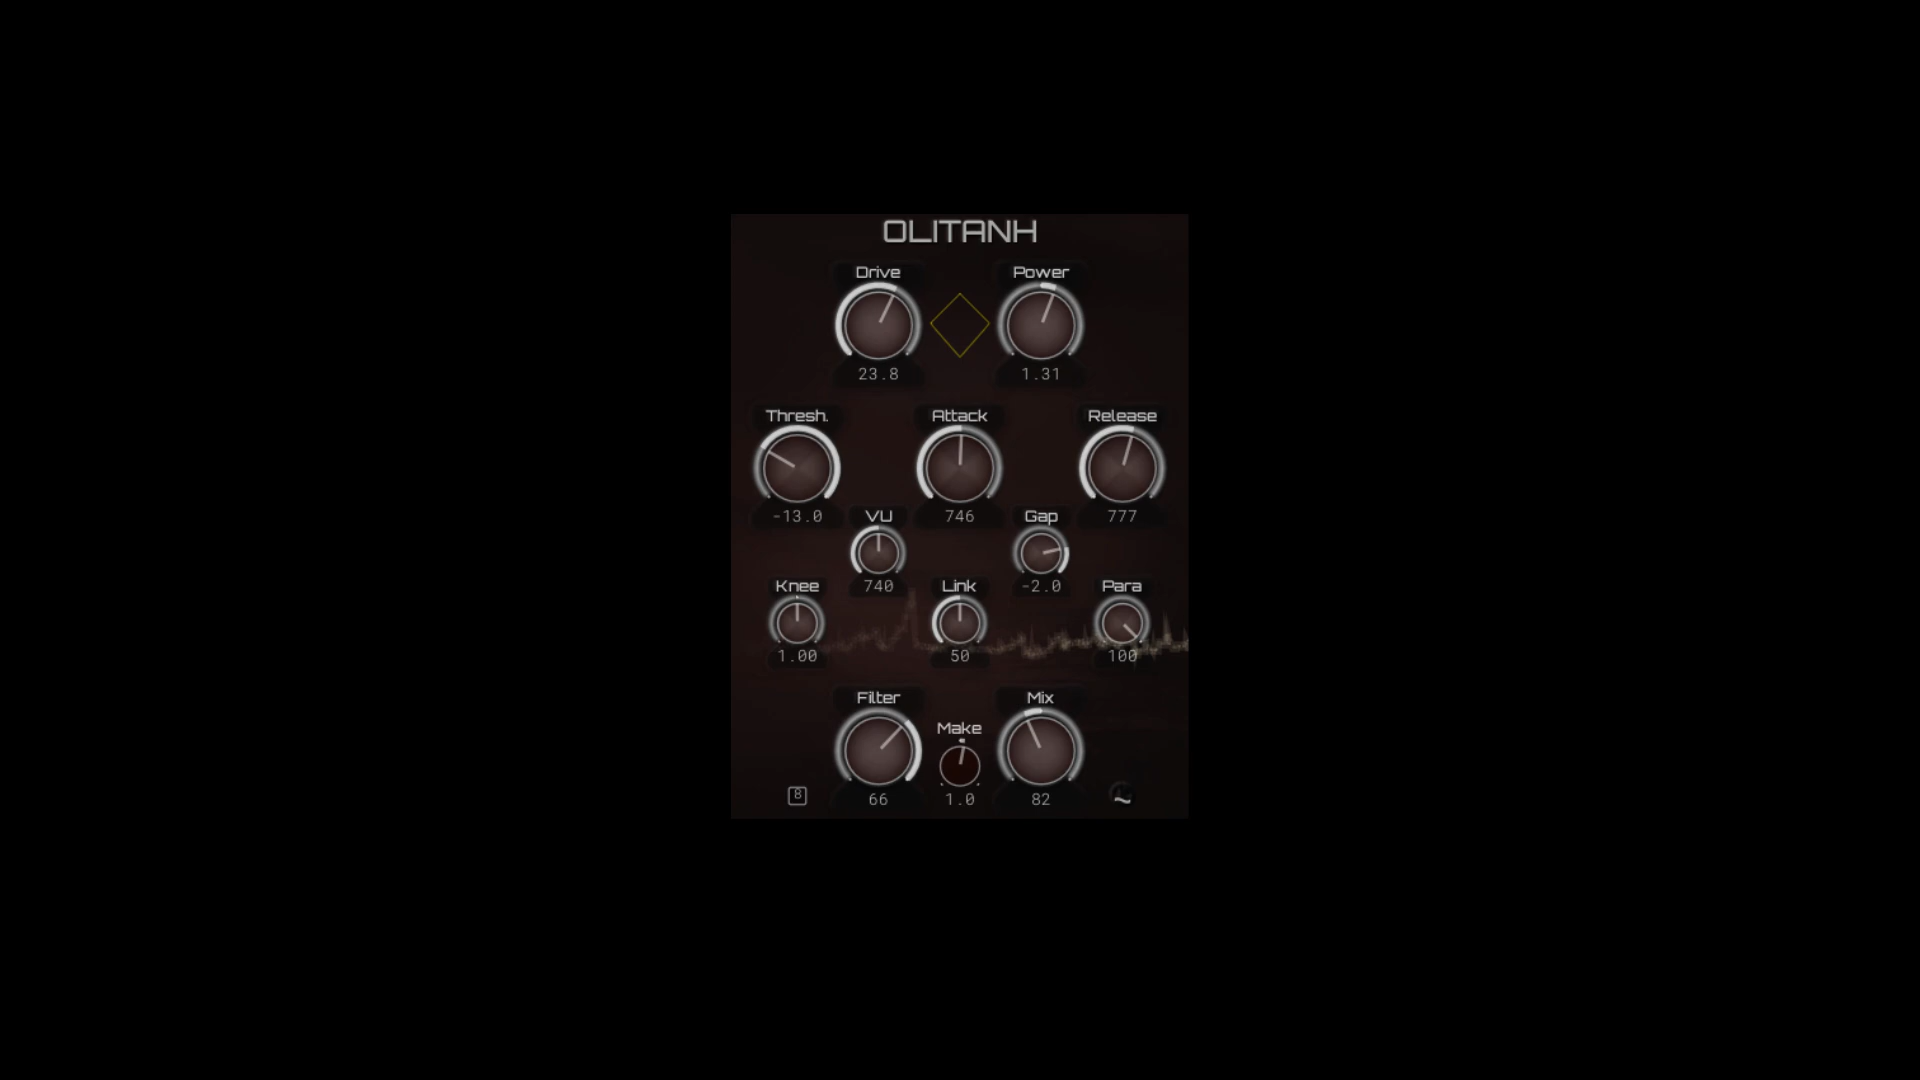 OLITANH
Drive Power
23.8 1.31
Thresh. Attack Release
-13.0 746 777
VU Gap
740 -2.0
Knee Link Para
1.00 50 100
Filter Mix
Make
8 66 1.0 82